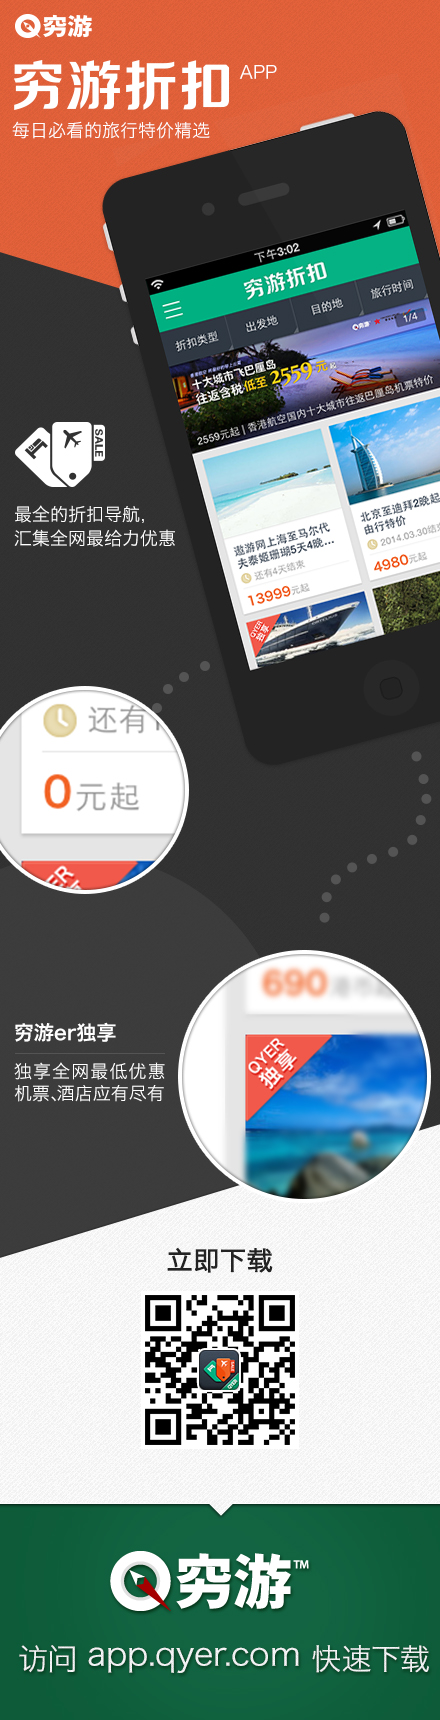 穷游
穷游折扣 APP
每日必看的旅行特价精选
下午3:02
穷游折扣
折扣类型 出发地 目的地 旅行时间
穷游
1/4
十大城市飞巴厘岛
往返含税低至2559元起
2559元起 | 香港航空国内十大城市往返巴厘岛机票特价
遨游网上海至马尔代
夫泰姬珊瑚5天4晚...
还有4天结束
13999元起
北京至迪拜2晚起
由行特价
2014.03.30结束
4980元起
QYER
独享
SALE
最全的折扣导航,
汇集全网最给力优惠
还有1
0元起
QYER
690
穷游er独享
独享全网最低优惠
机票、酒店应有尽有
QYER
独享
立即下载
穷游™
访问 app.qyer.com 快速下载